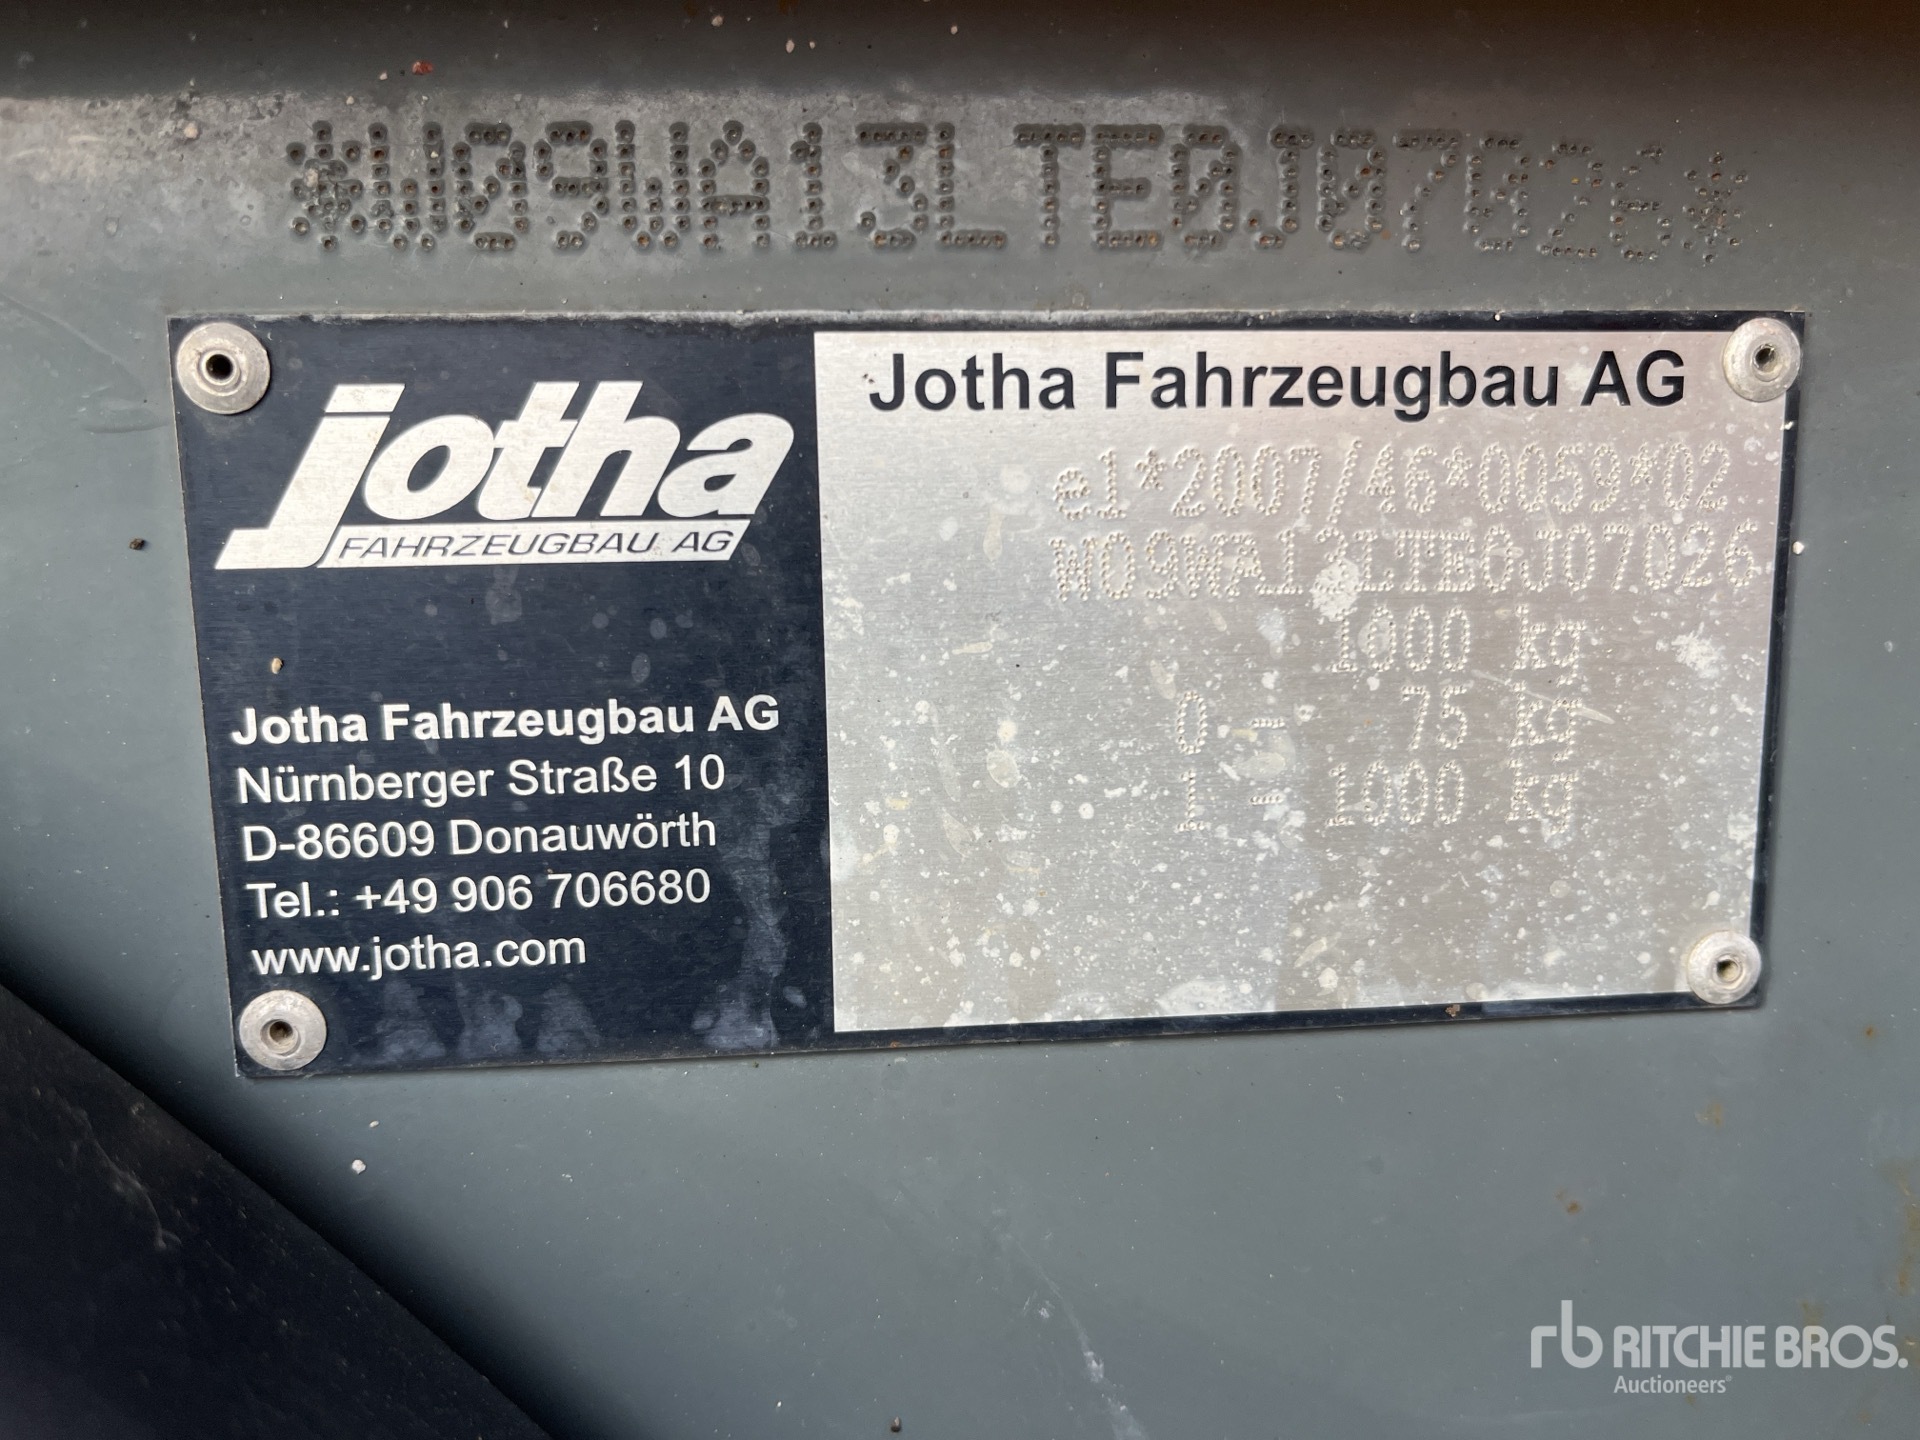 *W09WA13LTE0J07026*
jotha
FAHRZEUGBAU AG
Jotha Fahrzeugbau AG
Nürnberger Straße 10
D-86609 Donauwörth
Tel.: +49 906 706680
www.jotha.com
Jotha Fahrzeugbau AG
e1*2007/46*0059*02
W09WA13LTE0J07026
1000 kg
0 - 75 kg
1 - 1000 kg
rb RITCHIE BROS.
Auctioneers